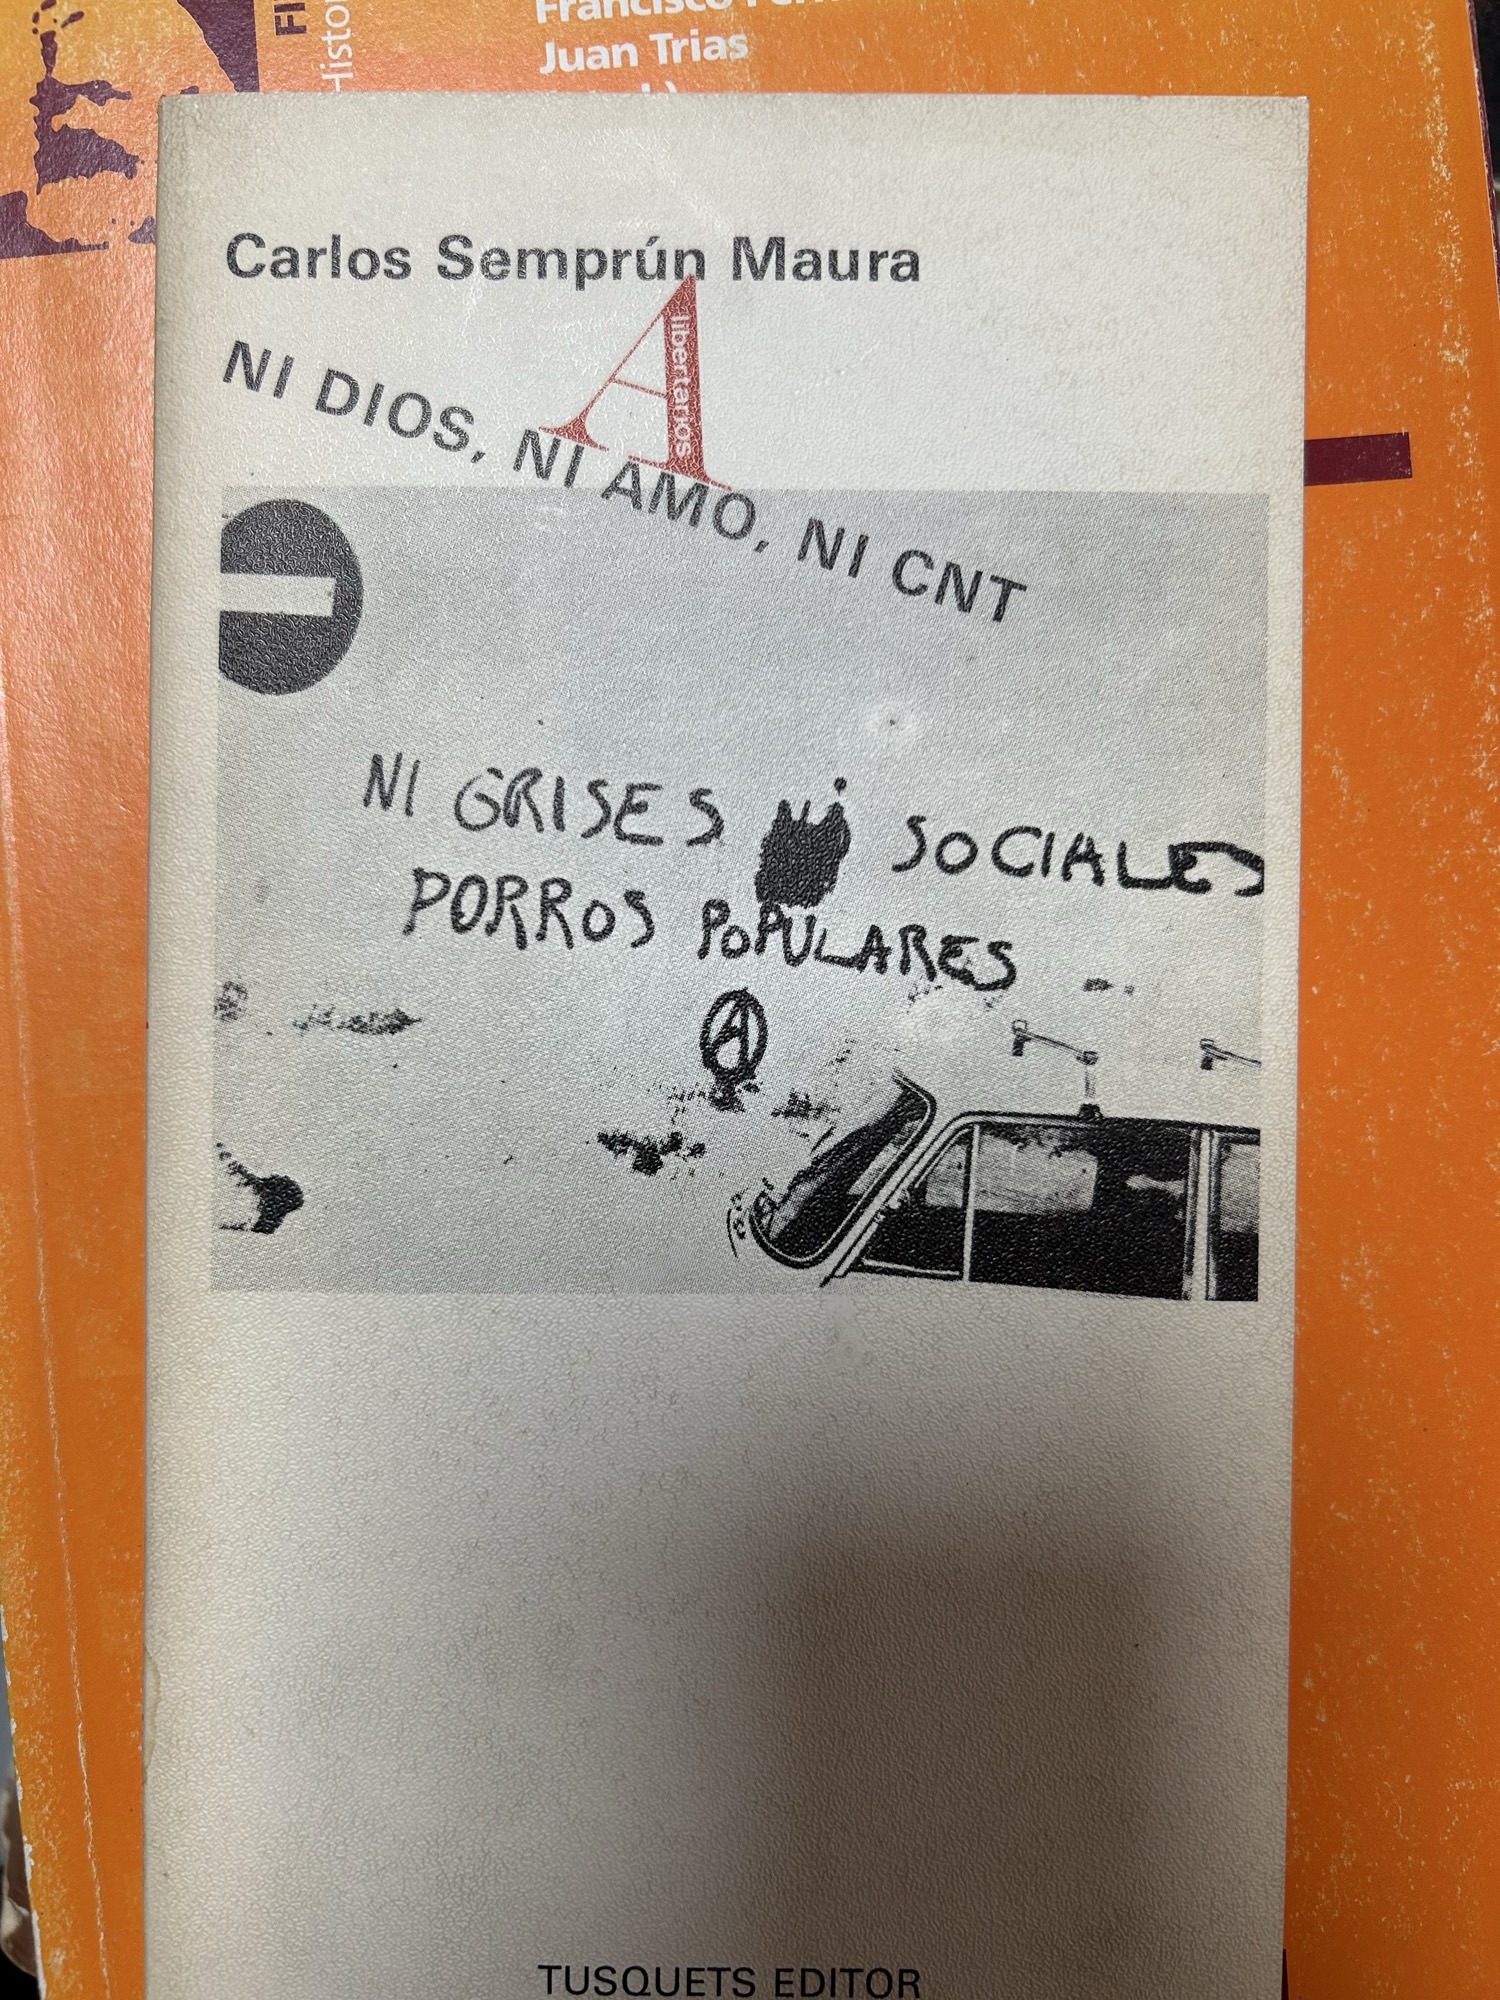 Francisco
Juan Trias
Carlos Semprún Maura
libertarios
NI DIOS, NI AMO, NI CNT
NI GRISES Ni SOCIALES
PORROS POPULARES
A
TUSQUETS EDITOR